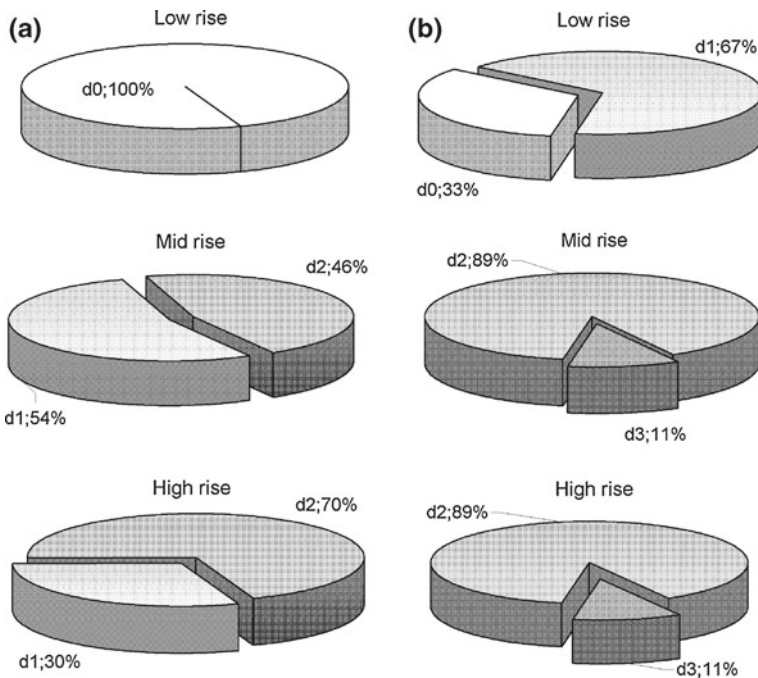 (a)
Low rise
d0;100%
Mid rise
d2;46%
d1;54%
High rise
d2;70%
d1;30%
(b)
Low rise
d1;67%
d0;33%
Mid rise
d2;89%
d3;11%
High rise
d2;89%
d3;11%